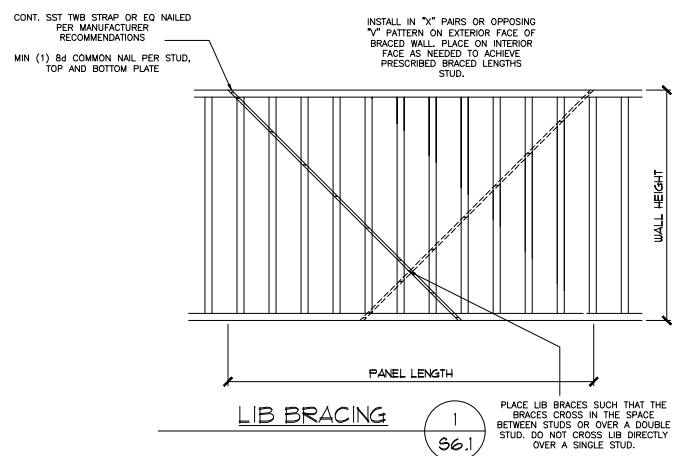 CONT. SST TWB STRAP OR EQ NAILED
PER MANUFACTURER
RECOMMENDATIONS
MIN (1) 8d COMMON NAIL PER STUD,
TOP AND BOTTOM PLATE
INSTALL IN "X" PAIRS OR OPPOSING
"V" PATTERN ON EXTERIOR FACE OF
BRACED WALL. PLACE ON INTERIOR
FACE AS NEEDED TO ACHIEVE
PRESCRIBED BRACED LENGTHS
STUD.
WALL HEIGHT
PANEL LENGTH
LIB BRACING
1
S6.1
PLACE LIB BRACES SUCH THAT THE
BRACES CROSS IN THE SPACE
BETWEEN STUDS OR OVER A DOUBLE
STUD. DO NOT CROSS LIB DIRECTLY
OVER A SINGLE STUD.